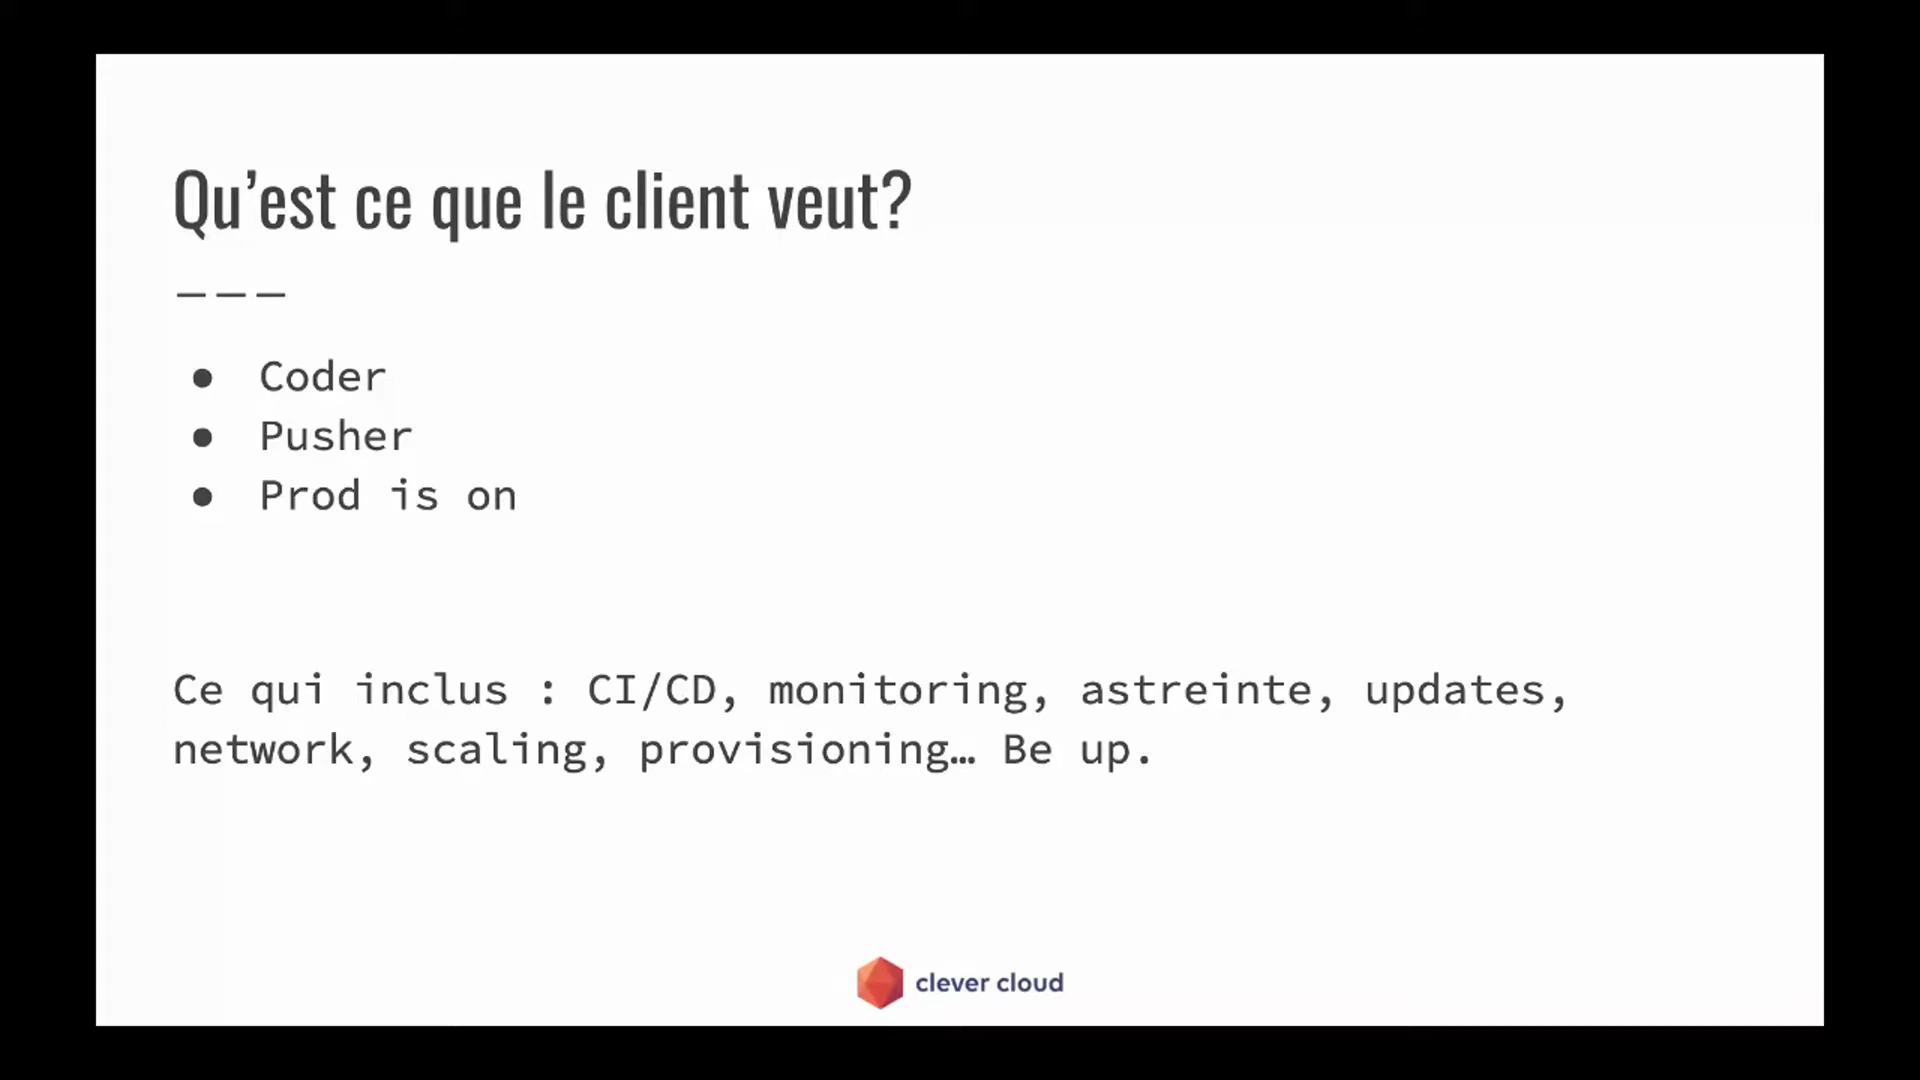 Qu’est ce que le client veut?
———
● Coder
● Pusher
● Prod is on
Ce qui inclus : CI/CD, monitoring, astreinte, updates,
network, scaling, provisioning… Be up.
clever cloud